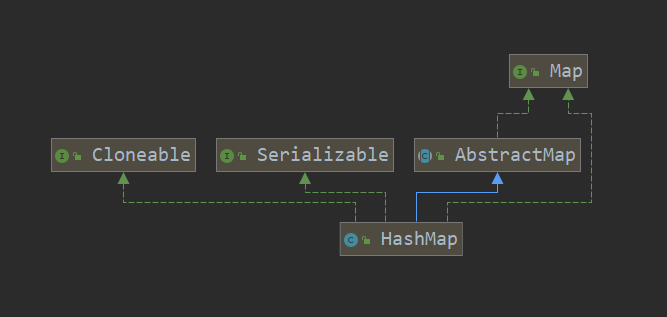 I Map
I Cloneable
I Serializable
C AbstractMap
C HashMap